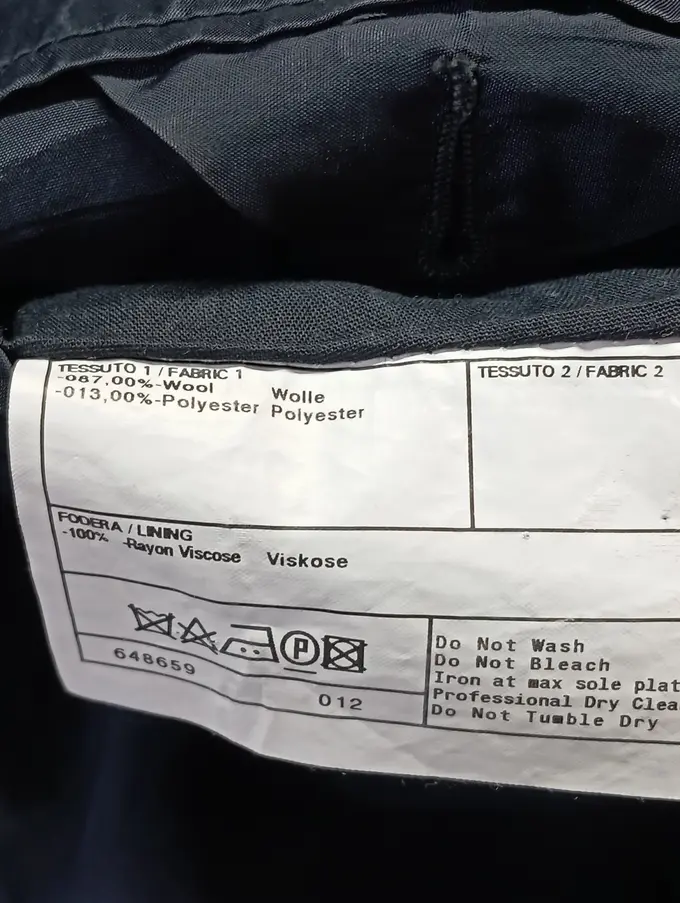 TESSUTO 1 / FABRIC 1
-087,00%-Wool Wolle
-013,00%-Polyester Polyester
TESSUTO 2 / FABRIC 2
FODERA / LINING
-100% Rayon Viscose Viskose
P
648659
012
Do Not Wash
Do Not Bleach
Iron at max sole plat
Professional Dry Clea
Do Not Tumble Dry